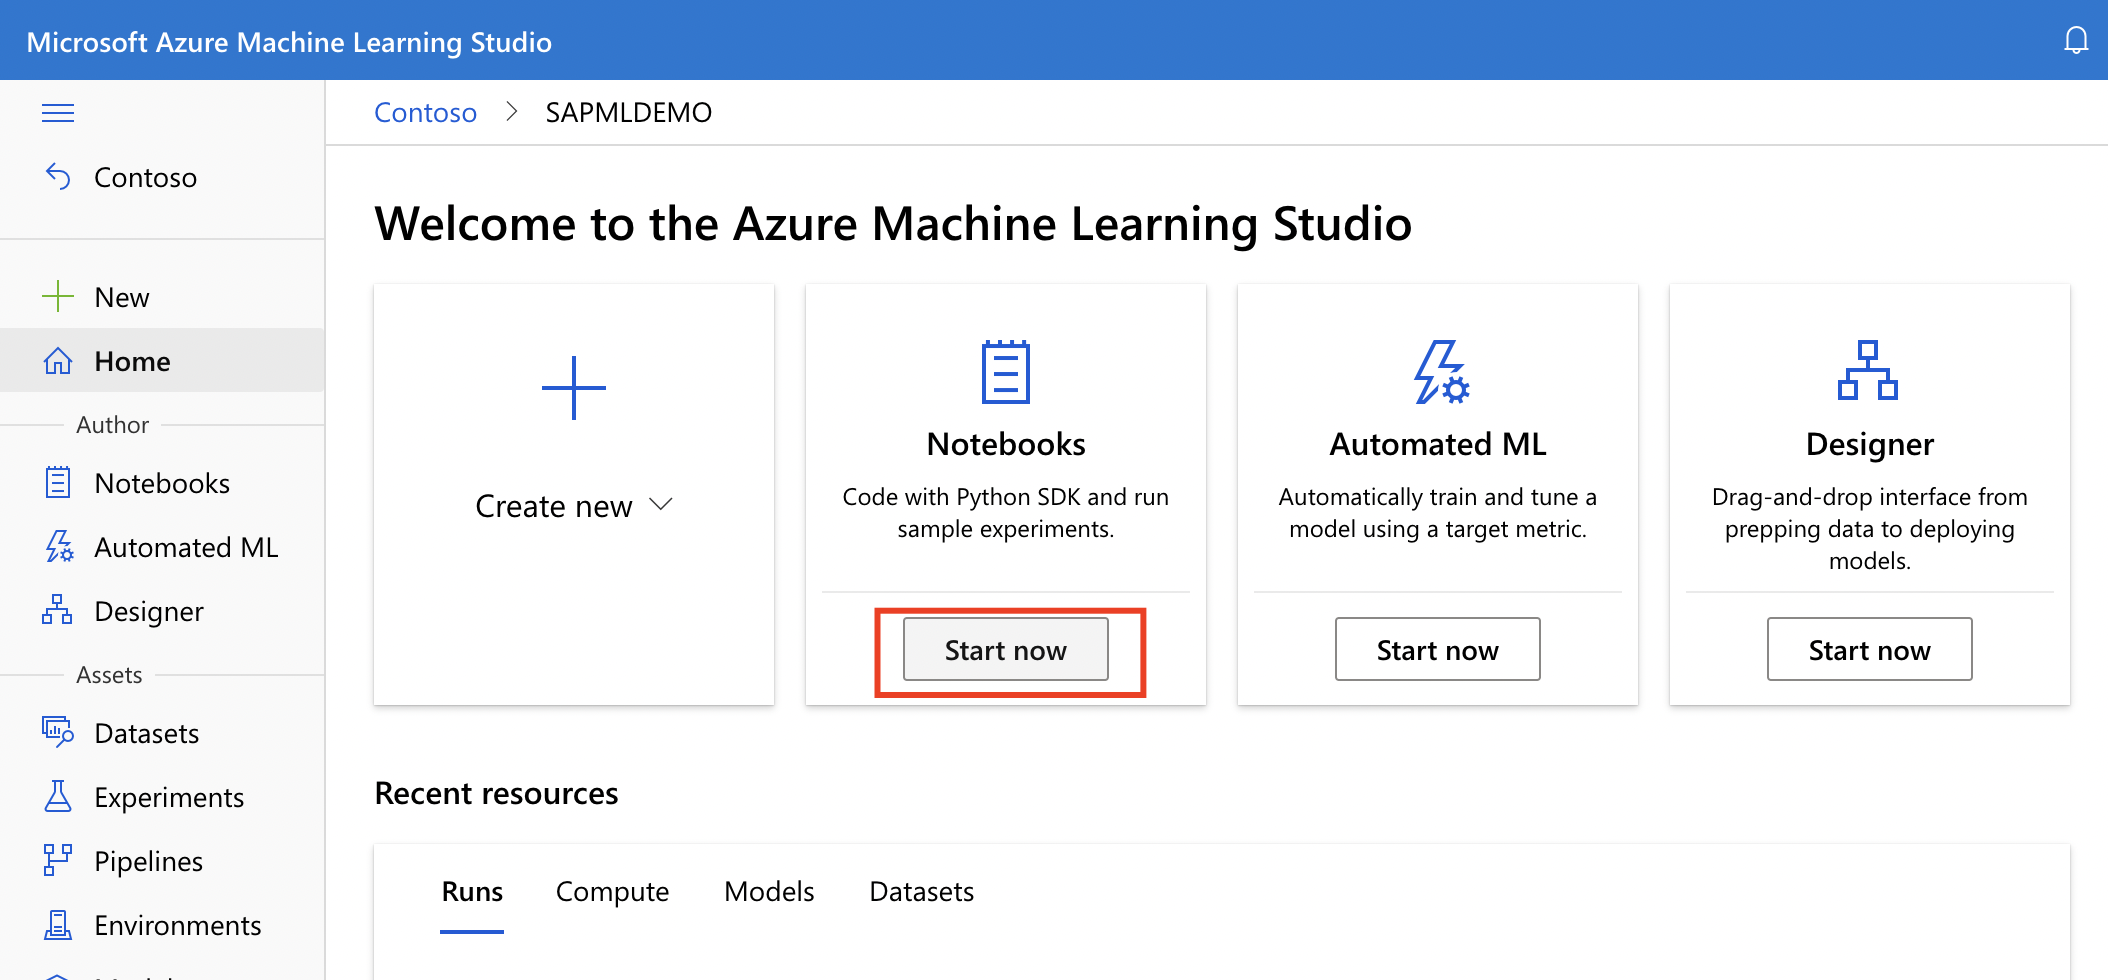 Microsoft Azure Machine Learning Studio
Contoso
SAPMLDEMO
Contoso
New
Home
Author
Notebooks
Automated ML
Designer
Assets
Datasets
Experiments
Pipelines
Environments
Welcome to the Azure Machine Learning Studio
Create new
Notebooks
Code with Python SDK and run
sample experiments.
Start now
Automated ML
Automatically train and tune a
model using a target metric.
Start now
Designer
Drag-and-drop interface from
prepping data to deploying
models.
Start now
Recent resources
Runs
Compute
Models
Datasets